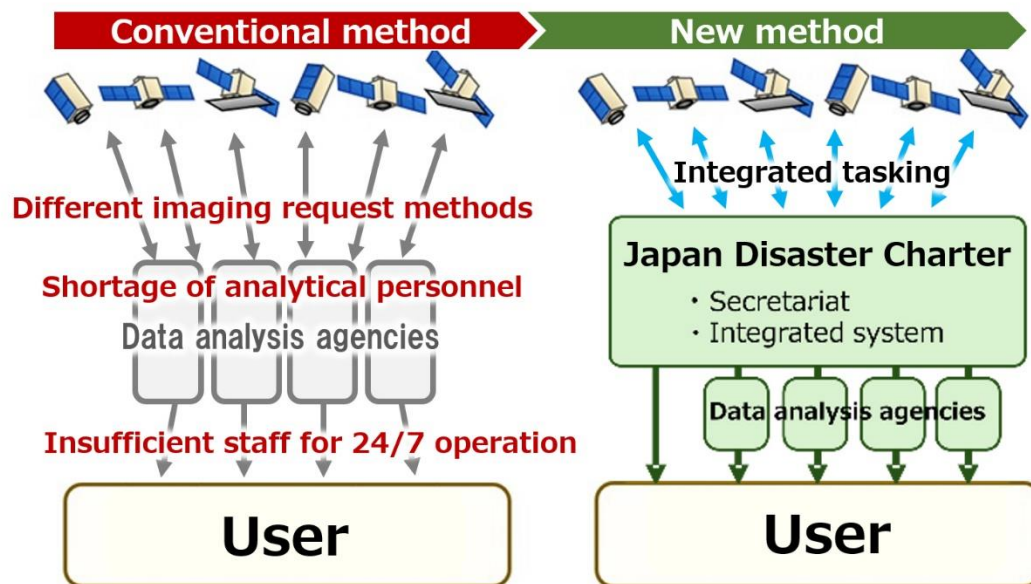 Conventional method
New method
Different imaging request methods
Shortage of analytical personnel
Data analysis agencies
Insufficient staff for 24/7 operation
User
Integrated tasking
Japan Disaster Charter
・Secretariat
・Integrated system
Data analysis agencies
User